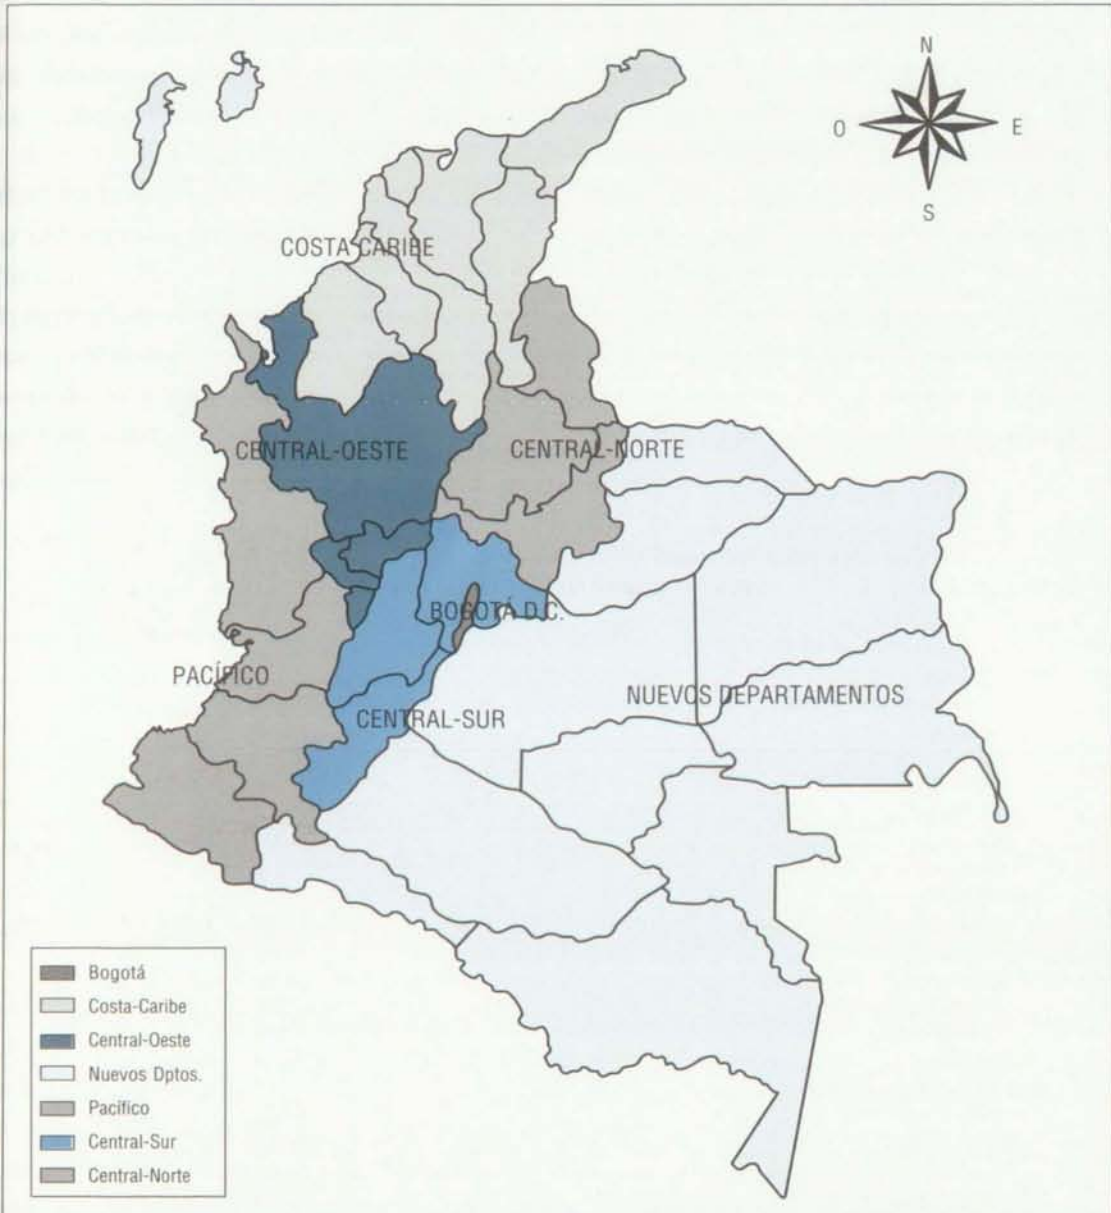 N
O
E
S
COSTA CARIBE
CENTRAL-OESTE
CENTRAL-NORTE
BOGOTÁ D.C.
PACÍFICO
NUEVOS DEPARTAMENTOS
CENTRAL-SUR
Bogotá
Costa-Caribe
Central-Oeste
Nuevos Dptos.
Pacífico
Central-Sur
Central-Norte